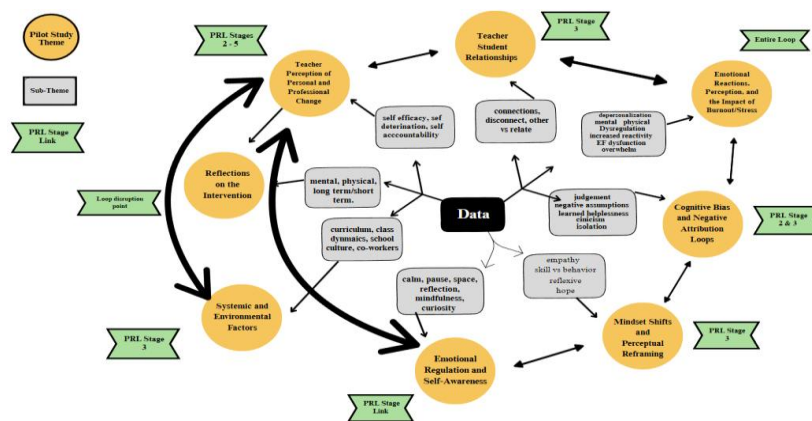 Pilot Study
Theme
Sub-Theme
PRL Stage
Link
PRL Stages
2 - 5
Teacher
Perception of
Personal and
Professional
Change
Teacher
Student
Relationships
PRL Stage
3
Entire Loop
Emotional
Reactions,
Perception, and
the Impact of
Burnout/Stress
self efficacy, sef
deterination, self
acccountability
connections,
disconnect, other
vs relate
depersonalization
mental physical
Dysregulation
increased reactivity
EF dysfunction
overwhelm
Reflections on
the
Intervention
mental, physical,
long term/short
term.
Loop disruption
point
Data
judgement
negative assumptions
learned helplessness
cinicism
isolation
Cognitive Bias
and Negative
Attribution
Loops
PRL Stage
2 & 3
curriculum, class
dynmaics, school
culture, co-workers
empathy
skill vs behavior
reflexive
hope
calm, pause, space,
reflection,
mindfulness,
curiosity
Systemic and
Environmental
Factors
PRL Stage
3
Mindset Shifts
and
Perceptual
Reframing
PRL Stage
3
Emotional
Regulation and
Self-Awareness
PRL Stage
Link